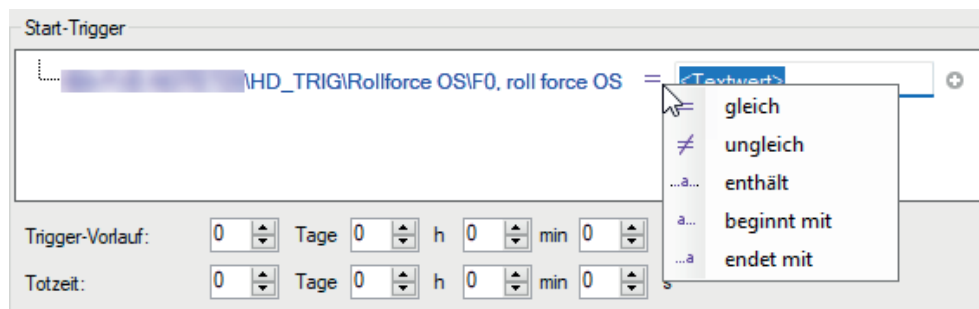 Start-Trigger
\HD_TRIG\Rollforce OS\F0, roll force OS = <Textwert>
= gleich
≠ ungleich
...a... enthält
a... beginnt mit
...a endet mit
Trigger-Vorlauf: 0 Tage 0 h 0 min 0
Totzeit: 0 Tage 0 h 0 min 0 s